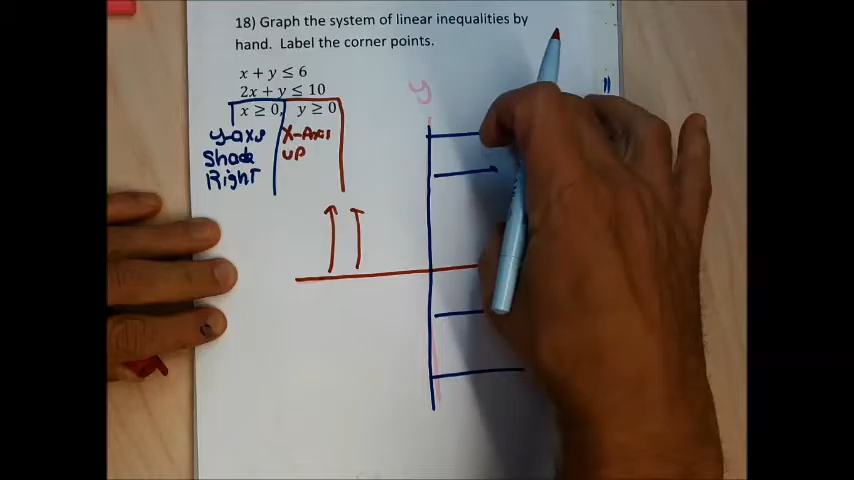 18) Graph the system of linear inequalities by
hand. Label the corner points.
x + y ≤ 6
2x + y ≤ 10
x ≥ 0, y ≥ 0
y-axis X-Axis
Shade UP
Right
y